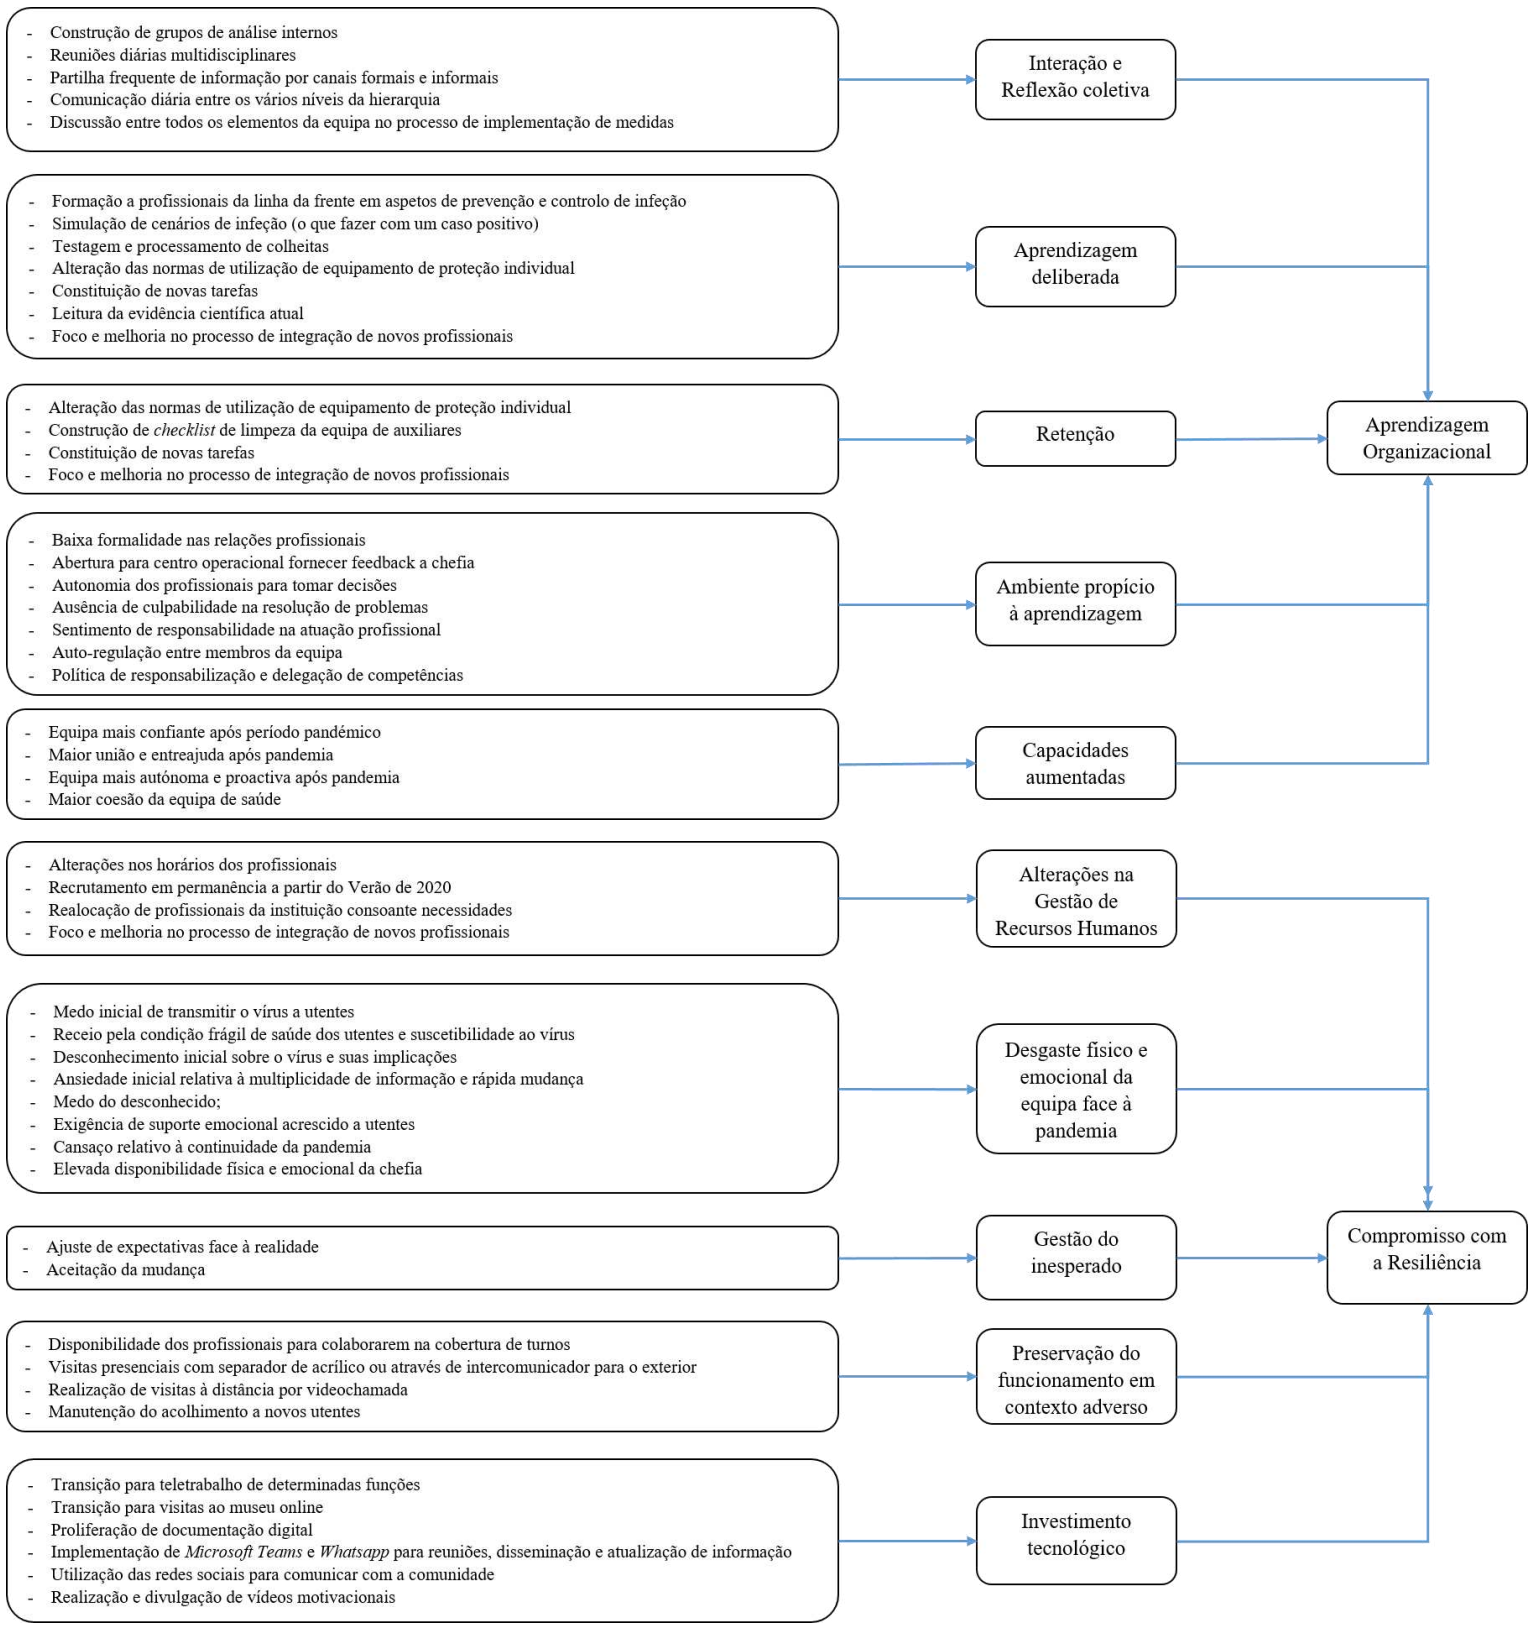 - Construção de grupos de análise internos
- Reuniões diárias multidisciplinares
- Partilha frequente de informação por canais formais e informais
- Comunicação diária entre os vários níveis da hierarquia
- Discussão entre todos os elementos da equipa no processo de implementação de medidas
Interação e
Reflexão coletiva
- Formação a profissionais da linha da frente em aspetos de prevenção e controlo de infeção
- Simulação de cenários de infeção (o que fazer com um caso positivo)
- Testagem e processamento de colheitas
- Alteração das normas de utilização de equipamento de proteção individual
- Constituição de novas tarefas
- Leitura da evidência científica atual
- Foco e melhoria no processo de integração de novos profissionais
Aprendizagem
deliberada
- Alteração das normas de utilização de equipamento de proteção individual
- Construção de checklist de limpeza da equipa de auxiliares
- Constituição de novas tarefas
- Foco e melhoria no processo de integração de novos profissionais
Retenção
Aprendizagem
Organizacional
- Baixa formalidade nas relações profissionais
- Abertura para centro operacional fornecer feedback a chefia
- Autonomia dos profissionais para tomar decisões
- Ausência de culpabilidade na resolução de problemas
- Sentimento de responsabilidade na atuação profissional
- Auto-regulação entre membros da equipa
- Política de responsabilização e delegação de competências
Ambiente propício
à aprendizagem
- Equipa mais confiante após período pandémico
- Maior união e entreajuda após pandemia
- Equipa mais autónoma e proactiva após pandemia
- Maior coesão da equipa de saúde
Capacidades
aumentadas
- Alterações nos horários dos profissionais
- Recrutamento em permanência a partir do Verão de 2020
- Realocação de profissionais da instituição consoante necessidades
- Foco e melhoria no processo de integração de novos profissionais
Alterações na
Gestão de
Recursos Humanos
- Medo inicial de transmitir o vírus a utentes
- Receio pela condição frágil de saúde dos utentes e suscetibilidade ao vírus
- Desconhecimento inicial sobre o vírus e suas implicações
- Ansiedade inicial relativa à multiplicidade de informação e rápida mudança
- Medo do desconhecido;
- Exigência de suporte emocional acrescido a utentes
- Cansaço relativo à continuidade da pandemia
- Elevada disponibilidade física e emocional da chefia
Desgaste físico e
emocional da
equipa face à
pandemia
- Ajuste de expectativas face à realidade
- Aceitação da mudança
Gestão do
inesperado
Compromisso com
a Resiliência
- Disponibilidade dos profissionais para colaborarem na cobertura de turnos
- Visitas presenciais com separador de acrílico ou através de intercomunicador para o exterior
- Realização de visitas à distância por videochamada
- Manutenção do acolhimento a novos utentes
Preservação do
funcionamento em
contexto adverso
- Transição para teletrabalho de determinadas funções
- Transição para visitas ao museu online
- Proliferação de documentação digital
- Implementação de Microsoft Teams e Whatsapp para reuniões, disseminação e atualização de informação
- Utilização das redes sociais para comunicar com a comunidade
- Realização e divulgação de vídeos motivacionais
Investimento
tecnológico